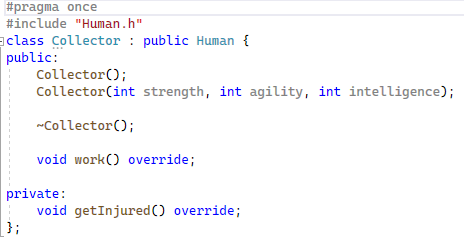 #pragma once
#include "Human.h"
class Collector : public Human {
public:
    Collector();
    Collector(int strength, int agility, int intelligence);

    ~Collector();

    void work() override;

private:
    void getInjured() override;
};